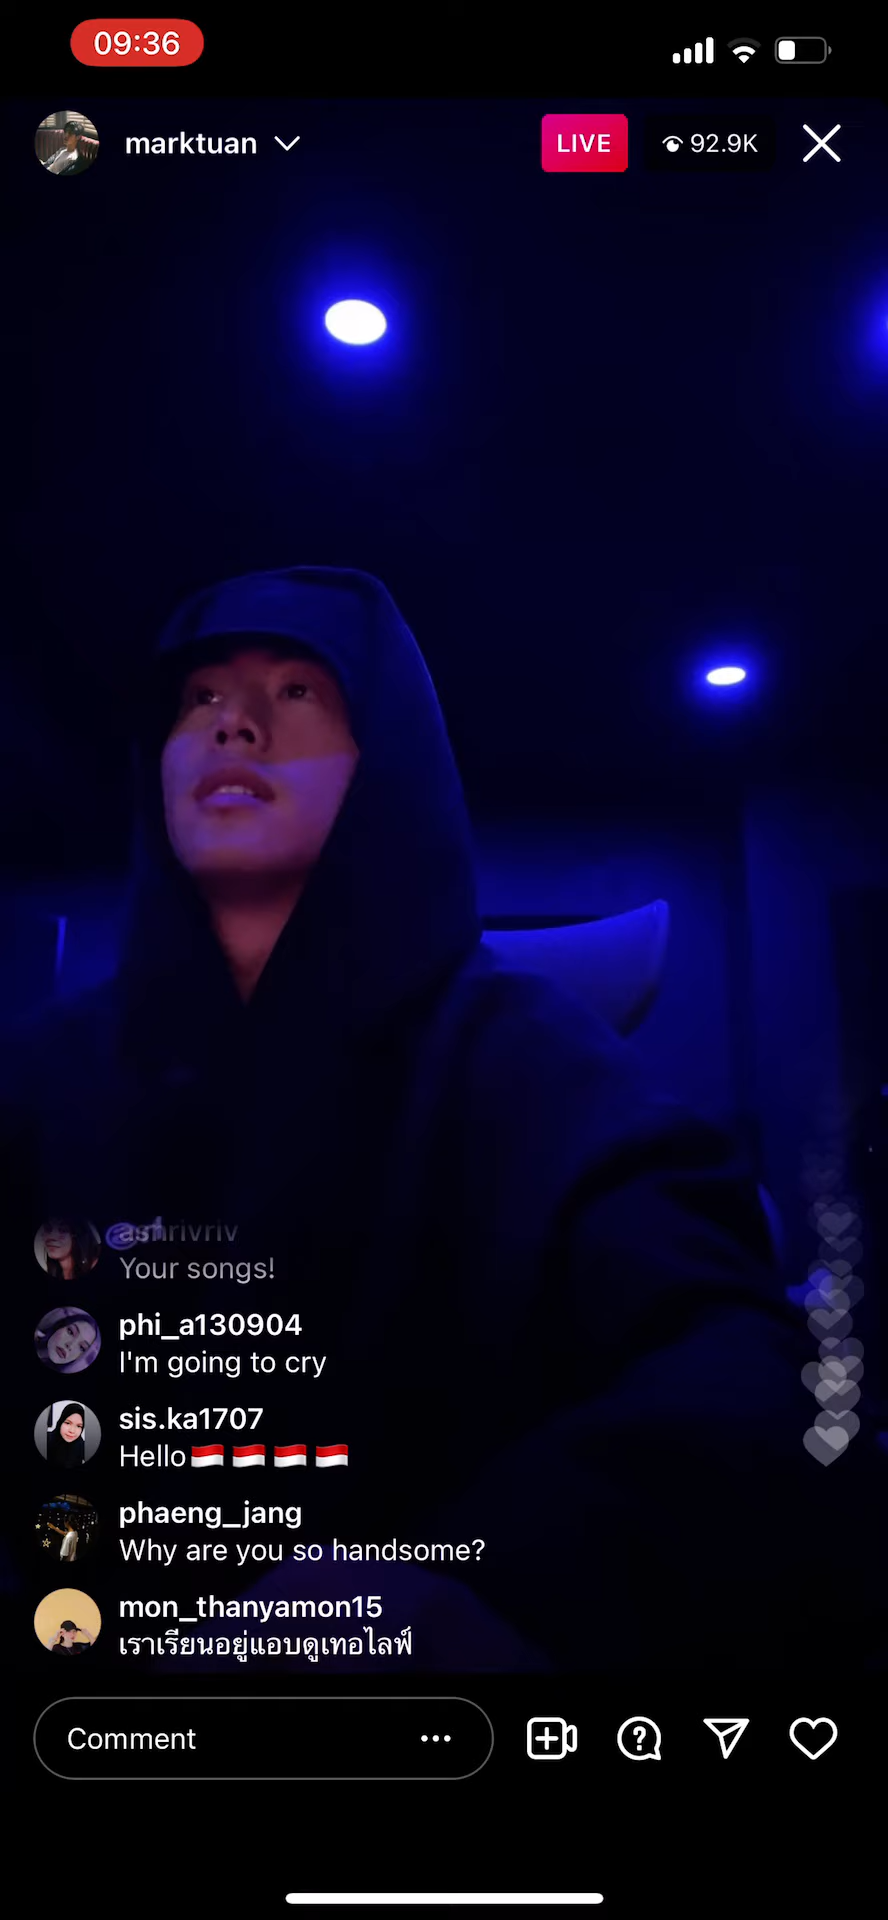 09:36
marktuan
LIVE
92.9K
Your songs!
phi_a130904
I'm going to cry
sis.ka1707
Hello🇮🇩🇮🇩🇮🇩🇮🇩
phaeng_jang
Why are you so handsome?
mon_thanyamon15
เราเรียนอยู่แอบดูเทอไลฟ์
Comment